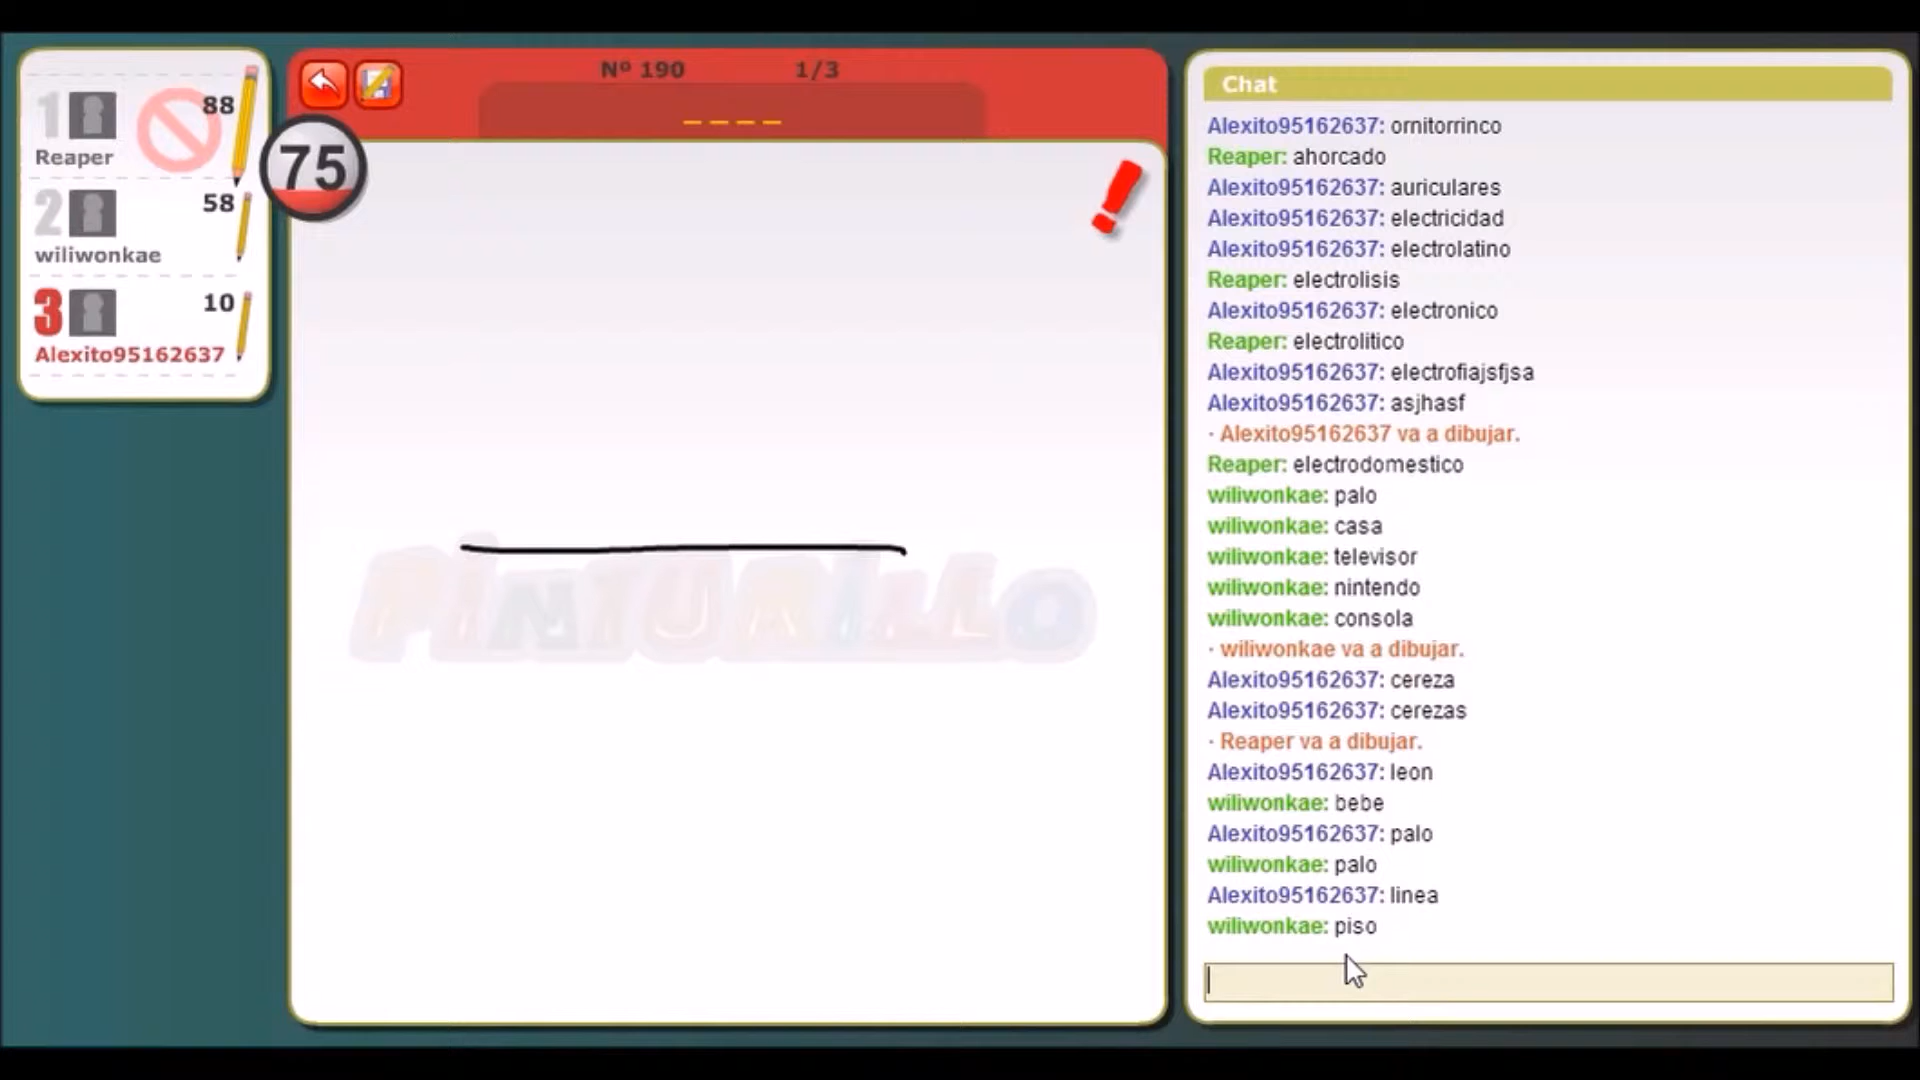 1
88
Reaper
2
58
wiliwonkae
3
10
Alexito95162637
75
Nº 190 1/3
_ _ _ _
PINTURILLO
Chat
Alexito95162637: ornitorrinco
Reaper: ahorcado
Alexito95162637: auriculares
Alexito95162637: electricidad
Alexito95162637: electrolatino
Reaper: electrolisis
Alexito95162637: electronico
Reaper: electrolitico
Alexito95162637: electrofiajsfjsa
Alexito95162637: asjhasf
· Alexito95162637 va a dibujar.
Reaper: electrodomestico
wiliwonkae: palo
wiliwonkae: casa
wiliwonkae: televisor
wiliwonkae: nintendo
wiliwonkae: consola
· wiliwonkae va a dibujar.
Alexito95162637: cereza
Alexito95162637: cerezas
· Reaper va a dibujar.
Alexito95162637: leon
wiliwonkae: bebe
Alexito95162637: palo
wiliwonkae: palo
Alexito95162637: linea
wiliwonkae: piso